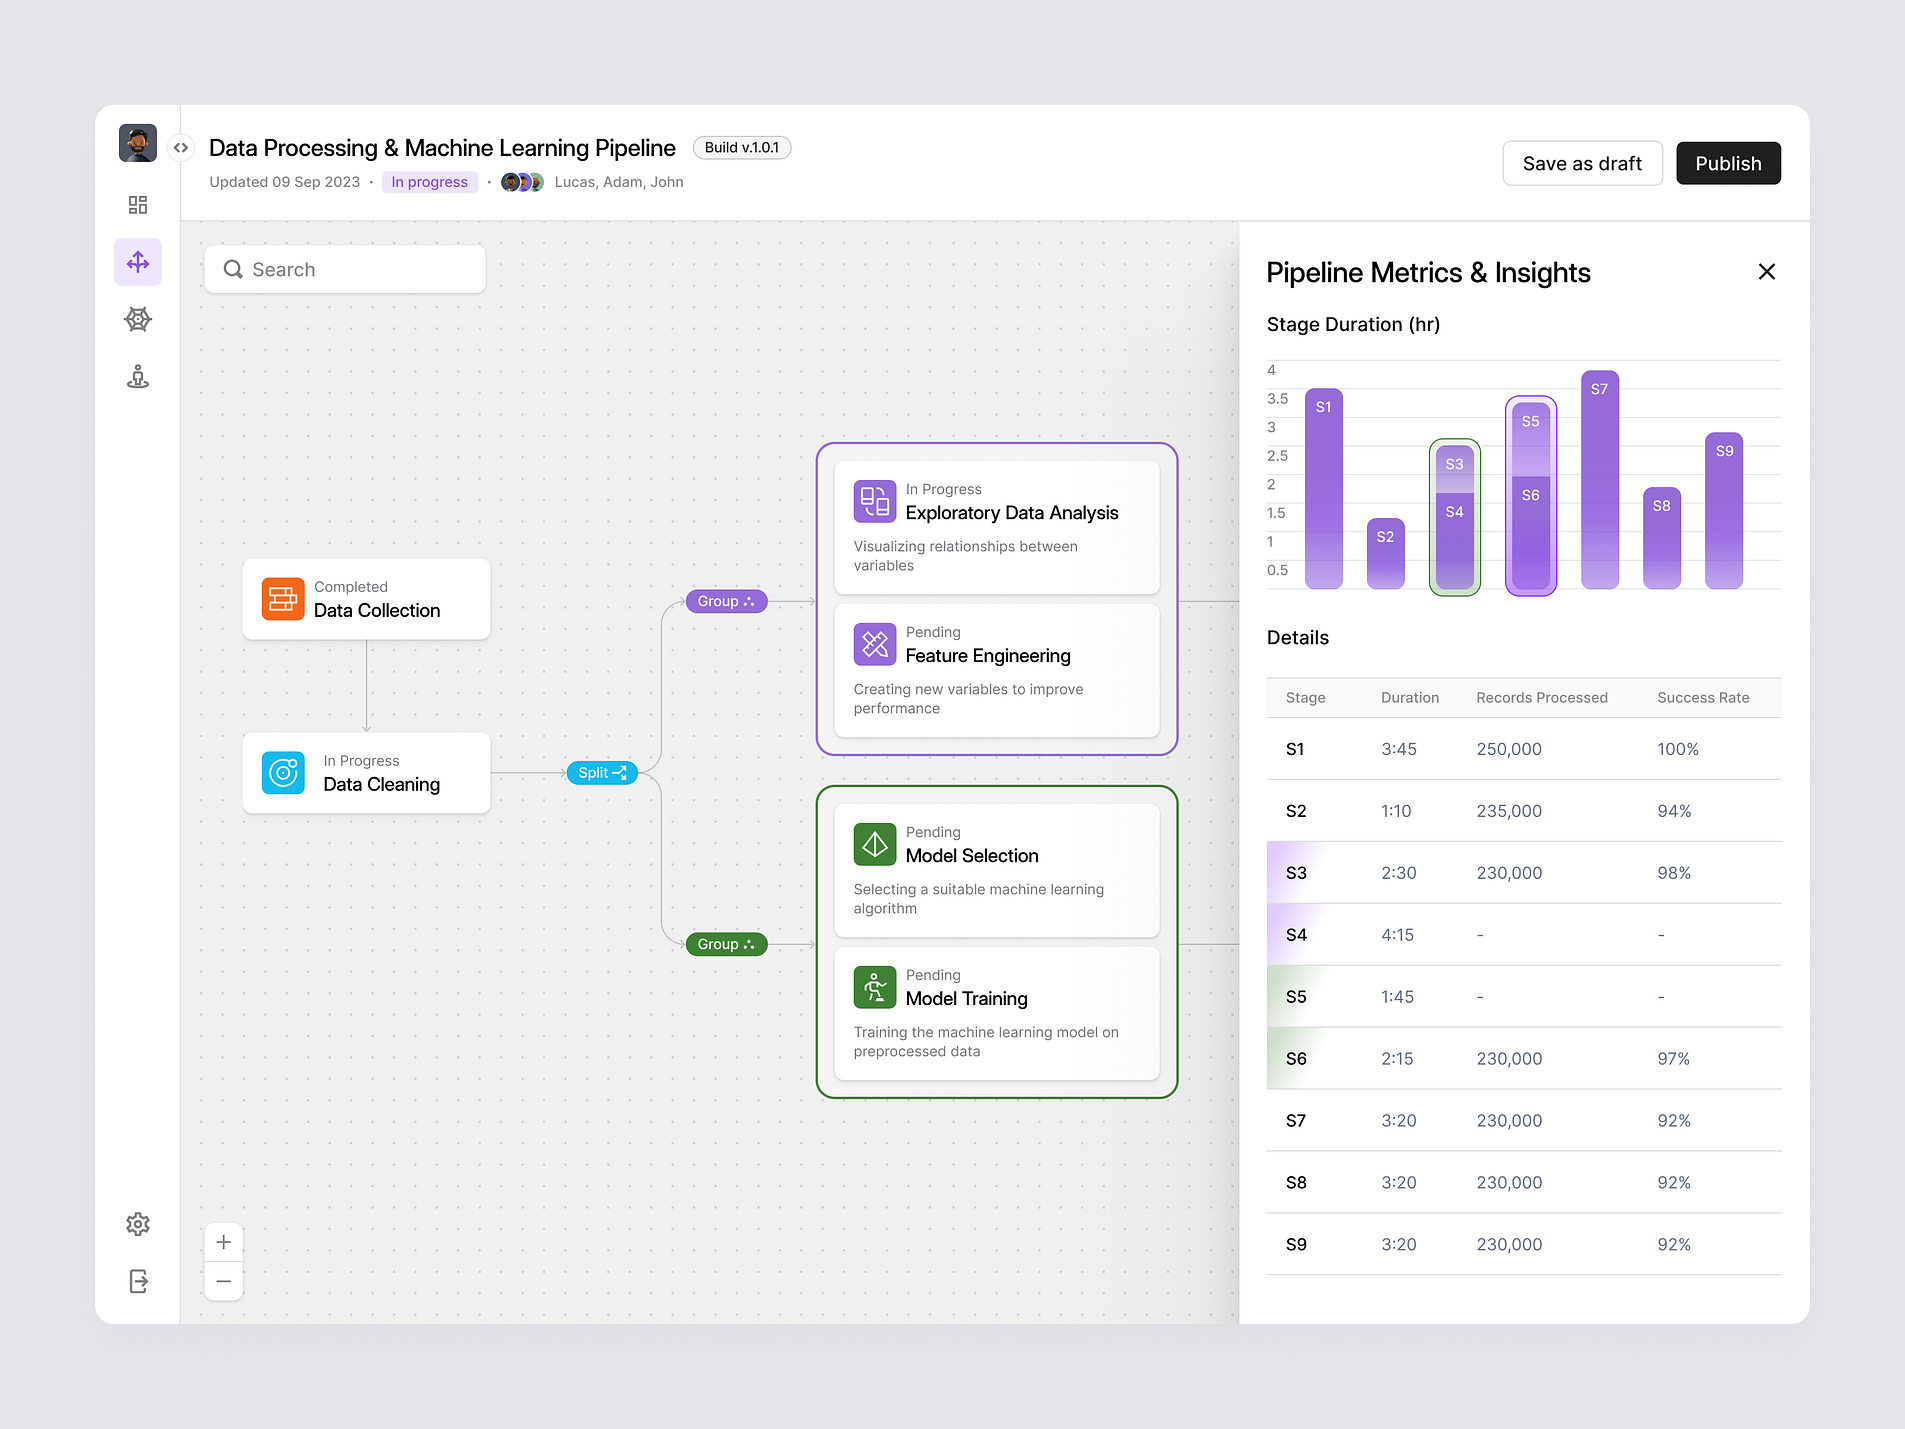 Data Processing & Machine Learning Pipeline
Build v.1.0.1
Updated 09 Sep 2023 · In progress · Lucas, Adam, John
Save as draft
Publish
Search
Completed
Data Collection
In Progress
Data Cleaning
Split
Group
In Progress
Exploratory Data Analysis
Visualizing relationships between
variables
Pending
Feature Engineering
Creating new variables to improve
performance
Group
Pending
Model Selection
Selecting a suitable machine learning
algorithm
Pending
Model Training
Training the machine learning model on
preprocessed data
Pipeline Metrics & Insights
Stage Duration (hr)
4
3.5
3
2.5
2
1.5
1
0.5
S1
S2
S3
S4
S5
S6
S7
S8
S9
Details
Stage Duration Records Processed Success Rate
S1 3:45 250,000 100%
S2 1:10 235,000 94%
S3 2:30 230,000 98%
S4 4:15 - -
S5 1:45 - -
S6 2:15 230,000 97%
S7 3:20 230,000 92%
S8 3:20 230,000 92%
S9 3:20 230,000 92%